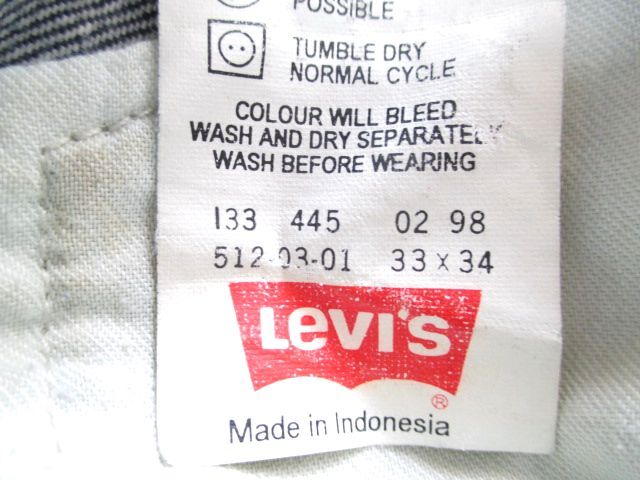 POSSIBLE
TUMBLE DRY
NORMAL CYCLE
COLOUR WILL BLEED
WASH AND DRY SEPARATELY
WASH BEFORE WEARING
133 445 02 98
512-03-01 33 x 34
Levi's
®
Made in Indonesia